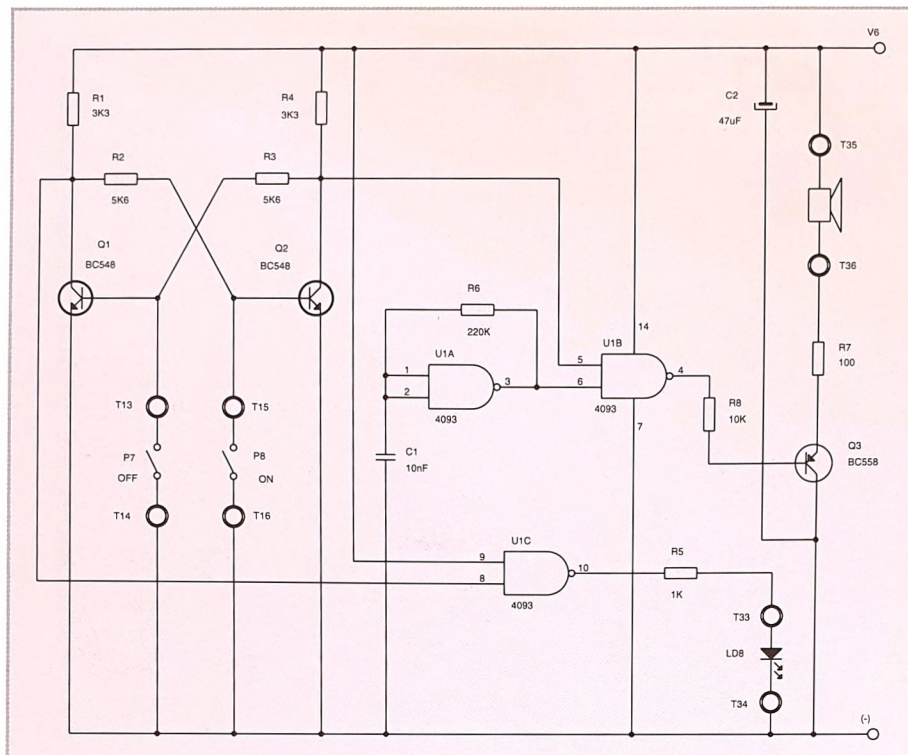 V6
R1
3K3
R4
3K3
C2
47uF
T35
R2
5K6
R3
5K6
Q1
BC548
Q2
BC548
T36
R6
220K
14
R7
100
U1A
1
2
3
4093
U1B
5
6
4
4093
R8
10K
7
Q3
BC558
T13
T15
P7
OFF
P8
ON
C1
10nF
T14
T16
U1C
9
8
10
4093
R5
1K
T33
LD8
T34
(-)